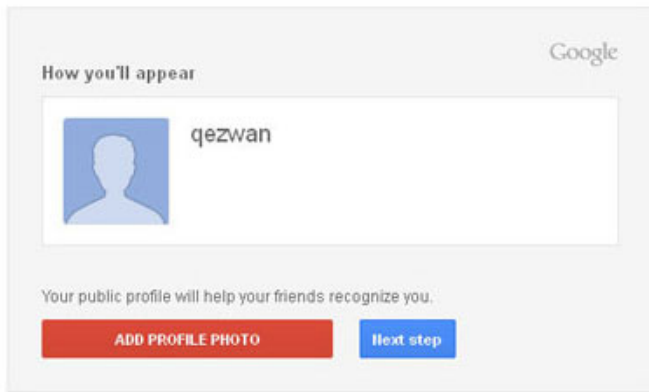 Google
How you'll appear
qezwan
Your public profile will help your friends recognize you.
ADD PROFILE PHOTO
Next step